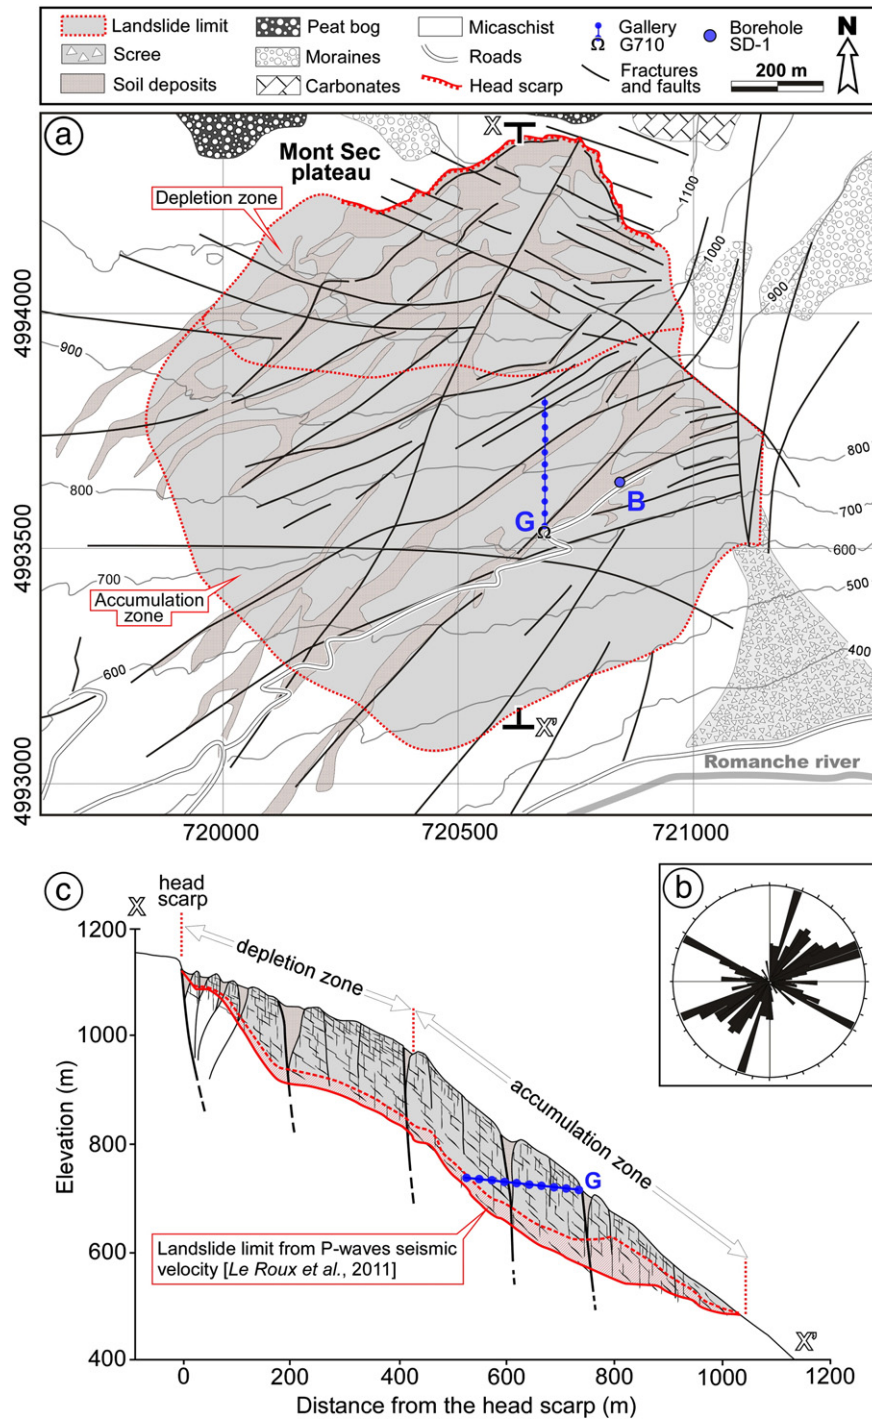 Landslide limit
Peat bog
Micaschist
Gallery
G710
Borehole
SD-1
N
Scree
Moraines
Roads
Fractures
and faults
200 m
Soil deposits
Carbonates
Head scarp
a
X
Mont Sec
plateau
Depletion zone
1100
1000
900
4994000
900
800
800
B
G
700
600
4993500
700
500
Accumulation
zone
600
400
X'
Romanche river
4993000
720000
720500
721000
c
b
X
head
scarp
1200
depletion zone
1000
accumulation zone
Elevation (m)
800
G
Landslide limit from P-waves seismic
velocity [Le Roux et al., 2011]
600
400
X'
0
200
400
600
800
1000
1200
Distance from the head scarp (m)